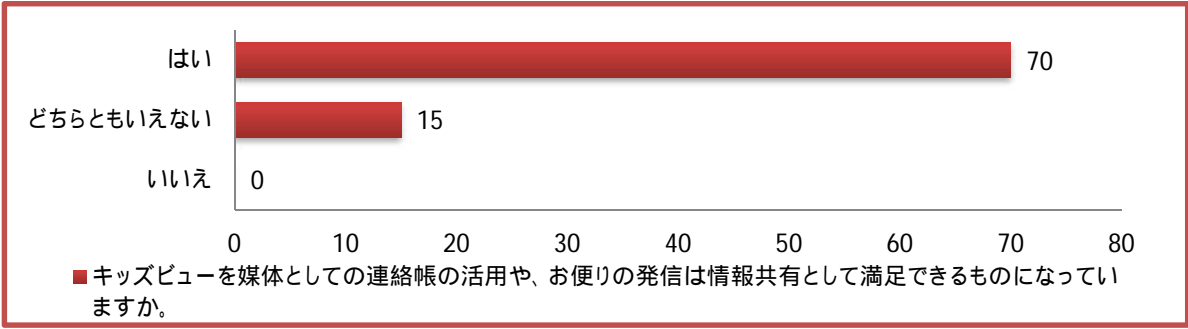 はい
70
どちらともいえない
15
いいえ
0
0 10 20 30 40 50 60 70 80
キッズビューを媒体としての連絡帳の活用や、お便りの発信は情報共有として満足できるものになってい
ますか。